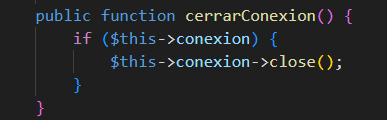 public function cerrarConexion() {
    if ($this->conexion) {
        $this->conexion->close();
    }
}